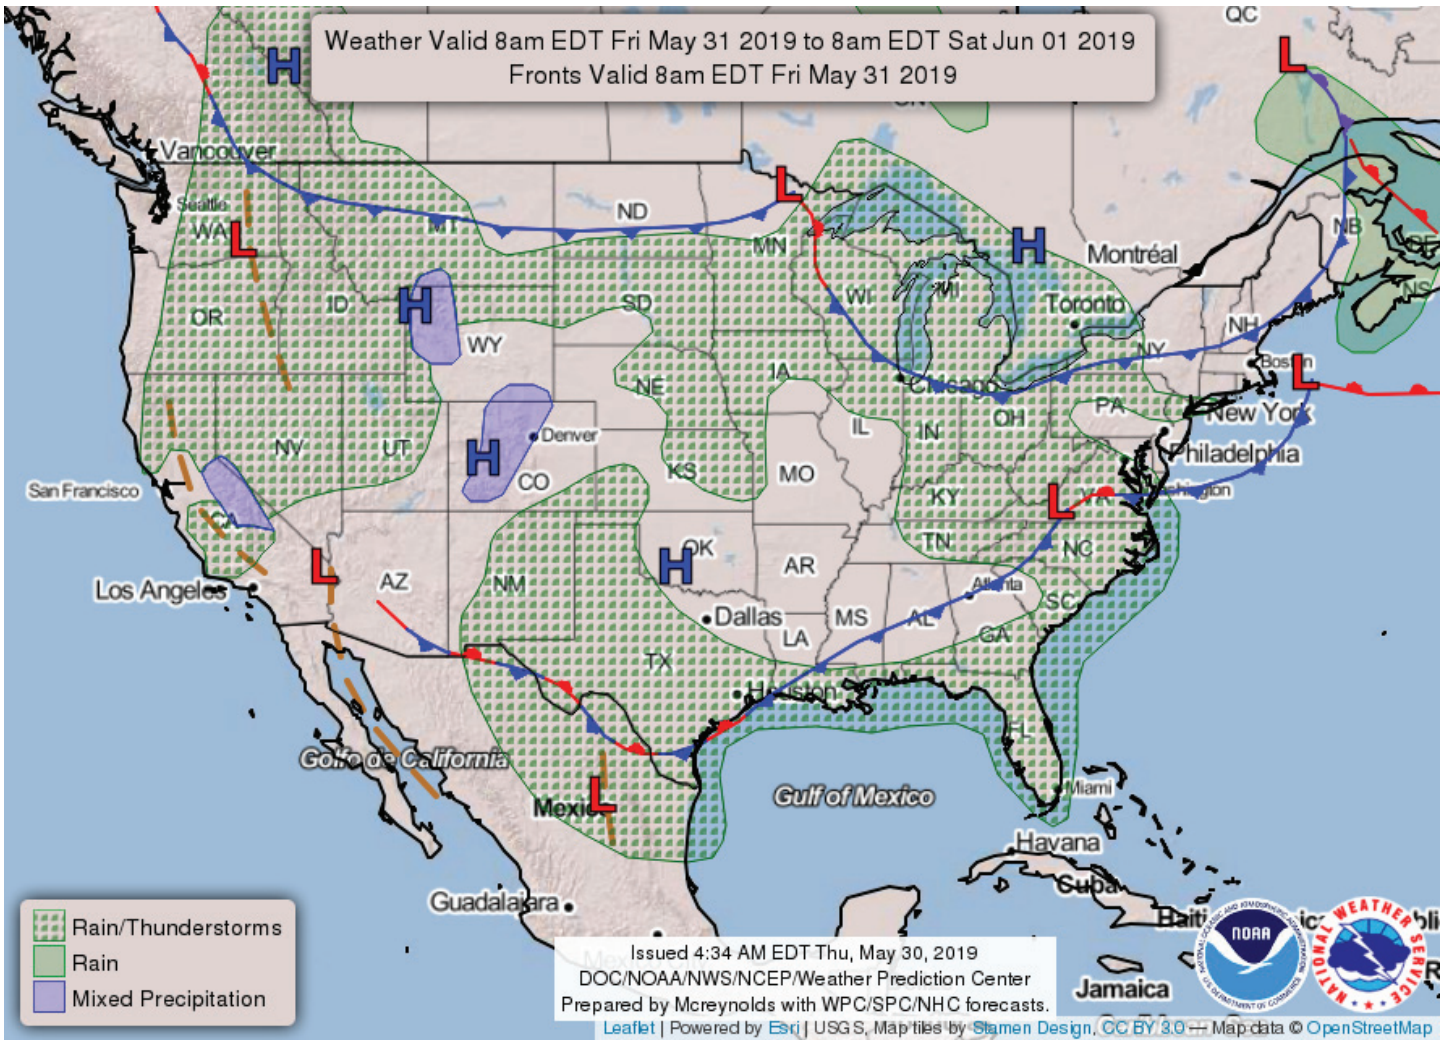 QC
Weather Valid 8am EDT Fri May 31 2019 to 8am EDT Sat Jun 01 2019
Fronts Valid 8am EDT Fri May 31 2019
H
L
Vancouver
L
Seattle
ND
WA
L
MT
MN
H
Montréal
NB
ID
H
SD
WI
MI
Toronto
NS
OR
WY
NH
NY
Boston
IA
L
NE
Chicago
PA
New York
OH
IL
IN
Denver
NV
UT
H
KS
MO
Philadelphia
CO
San Francisco
KY
L
VA
CA
TN
NC
OK
L
AZ
NM
H
AR
Atlanta
Los Angeles
SC
Dallas
MS
AL
LA
GA
TX
Houston
FL
Golfo de California
L
Mexico
Gulf of Mexico
Miami
Havana
Cuba
Guadalajara
Haiti
Jamaica
Rain/Thunderstorms
Rain
Mixed Precipitation
Issued 4:34 AM EDT Thu, May 30, 2019
DOC/NOAA/NWS/NCEP/Weather Prediction Center
Prepared by Mcreynolds with WPC/SPC/NHC forecasts.
NOAA
NATIONAL WEATHER SERVICE
Leaflet | Powered by Esri | USGS, Map tiles by Stamen Design, CC BY 3.0 — Map data © OpenStreetMap